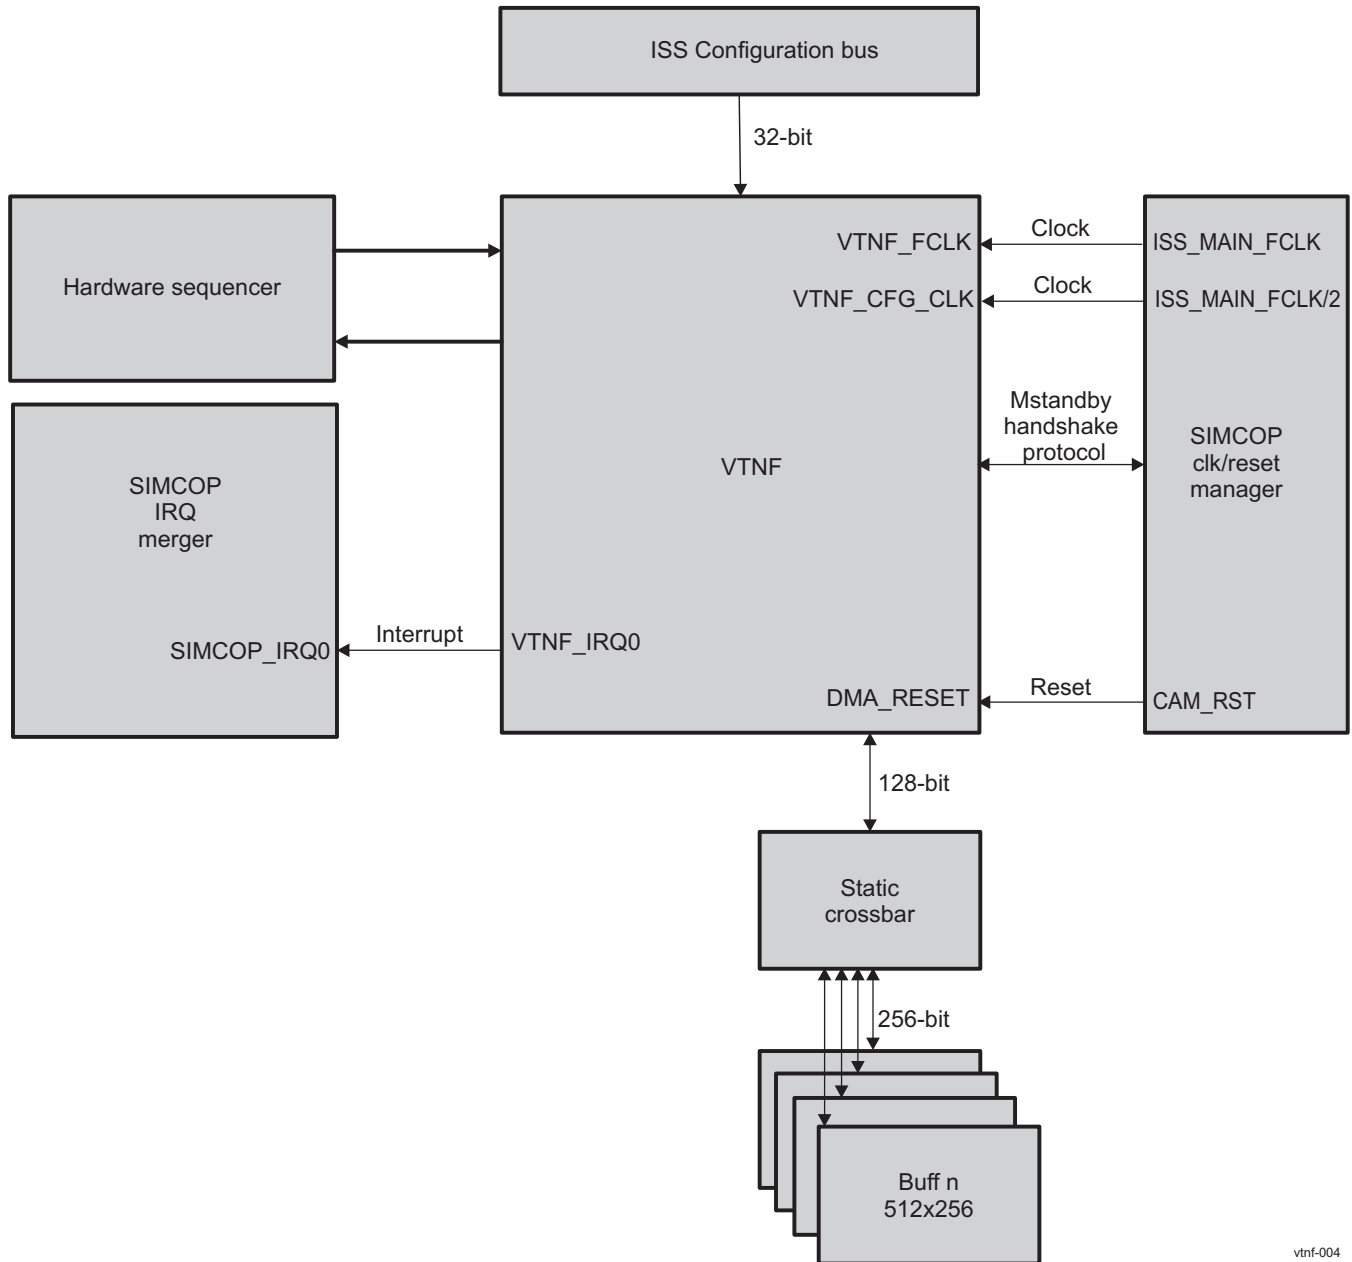 ISS Configuration bus
32-bit
Hardware sequencer
VTNF_FCLK
Clock
ISS_MAIN_FCLK
VTNF_CFG_CLK
Clock
ISS_MAIN_FCLK/2
Mstandby
handshake
protocol
VTNF
SIMCOP
clk/reset
manager
SIMCOP
IRQ
merger
SIMCOP_IRQ0
Interrupt
VTNF_IRQ0
DMA_RESET
Reset
CAM_RST
128-bit
Static
crossbar
256-bit
Buff n
512x256
vtnf-004